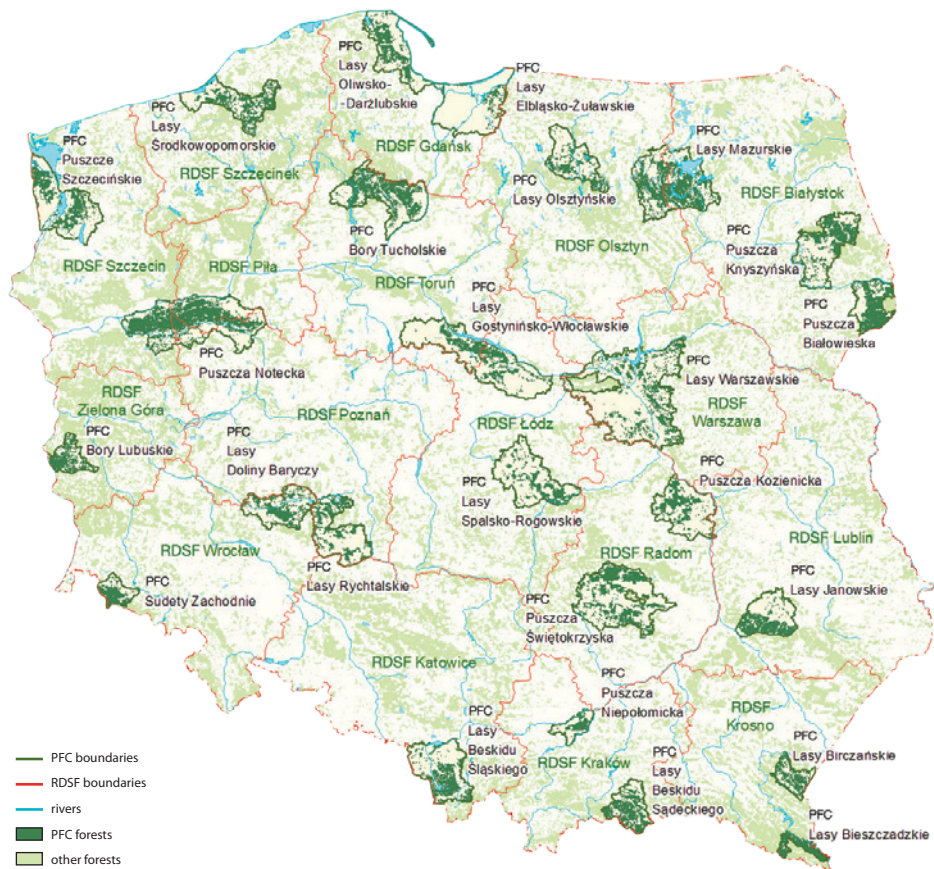 PFC
Lasy
Oliwsko-
-Darżlubskie
PFC
Lasy
Elbląsko-Żuławskie
PFC
Lasy
Środkowopomorskie
PFC
Puszcze
Szczecińskie
RDSF Gdańsk
PFC
Lasy Mazurskie
RDSF Szczecinek
RDSF Białystok
PFC
Lasy Olsztyńskie
PFC
Bory Tucholskie
RDSF Olsztyn
PFC
Puszcza
Knyszyńska
RDSF Szczecin
RDSF Piła
RDSF Toruń
PFC
Lasy
Gostynińsko-Włocławskie
PFC
Puszcza
Białowieska
PFC
Puszcza Notecka
PFC
Lasy Warszawskie
RDSF
Zielona Góra
RDSF Poznań
RDSF Łódź
RDSF
Warszawa
PFC
Bory Lubuskie
PFC
Lasy
Doliny Baryczy
PFC
Puszcza Kozienicka
PFC
Lasy
Spalsko-Rogowskie
RDSF Wrocław
RDSF Radom
RDSF Lublin
PFC
Lasy Rychtalskie
PFC
Sudety Zachodnie
PFC
Lasy Janowskie
PFC
Puszcza
Świętokrzyska
RDSF Katowice
PFC
Puszcza
Niepołomicka
RDSF
Krosno
PFC
Lasy
Beskidu
Śląskiego
RDSF Kraków
PFC
Lasy
Beskidu
Sądeckiego
PFC
Lasy Birczańskie
PFC
Lasy Bieszczadzkie
PFC boundaries
RDSF boundaries
rivers
PFC forests
other forests